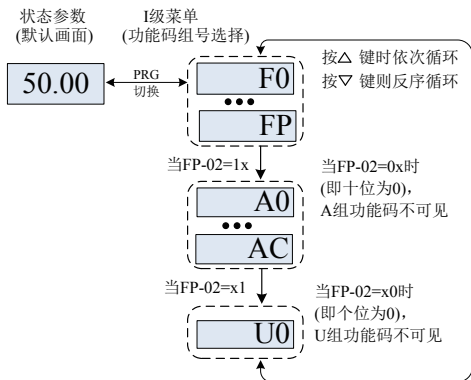 状态参数
(默认画面)
I级菜单
(功能码组号选择)
50.00
PRG
切换
F0
•••
FP
按△ 键时依次循环
按▽ 键则反序循环
当FP-02=1x
A0
•••
AC
当FP-02=0x时
(即十位为0),
A组功能码不可见
当FP-02=x1
U0
当FP-02=x0时
(即个位为0),
U组功能码不可见